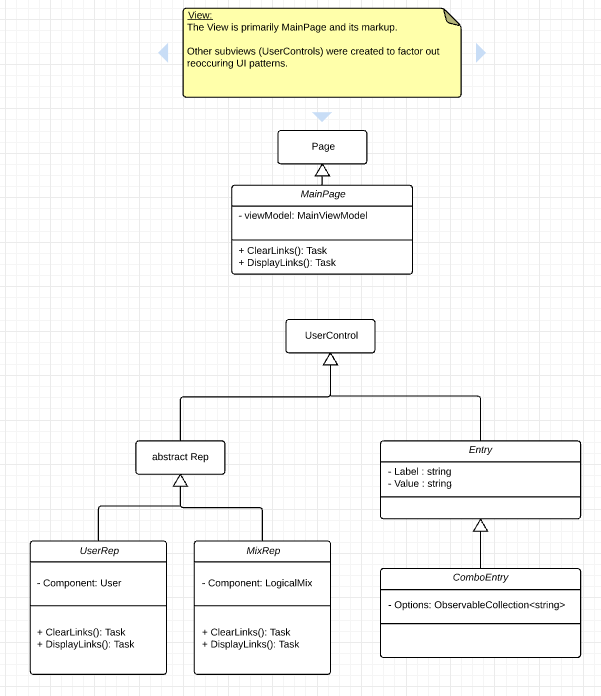 View:
The View is primarily MainPage and its markup.
Other subviews (UserControls) were created to factor out
reoccuring UI patterns.
Page
MainPage
- viewModel: MainViewModel
+ ClearLinks(): Task
+ DisplayLinks(): Task
UserControl
abstract Rep
Entry
- Label : string
- Value : string
UserRep
- Component: User
+ ClearLinks(): Task
+ DisplayLinks(): Task
MixRep
- Component: LogicalMix
+ ClearLinks(): Task
+ DisplayLinks(): Task
ComboEntry
- Options: ObservableCollection<string>